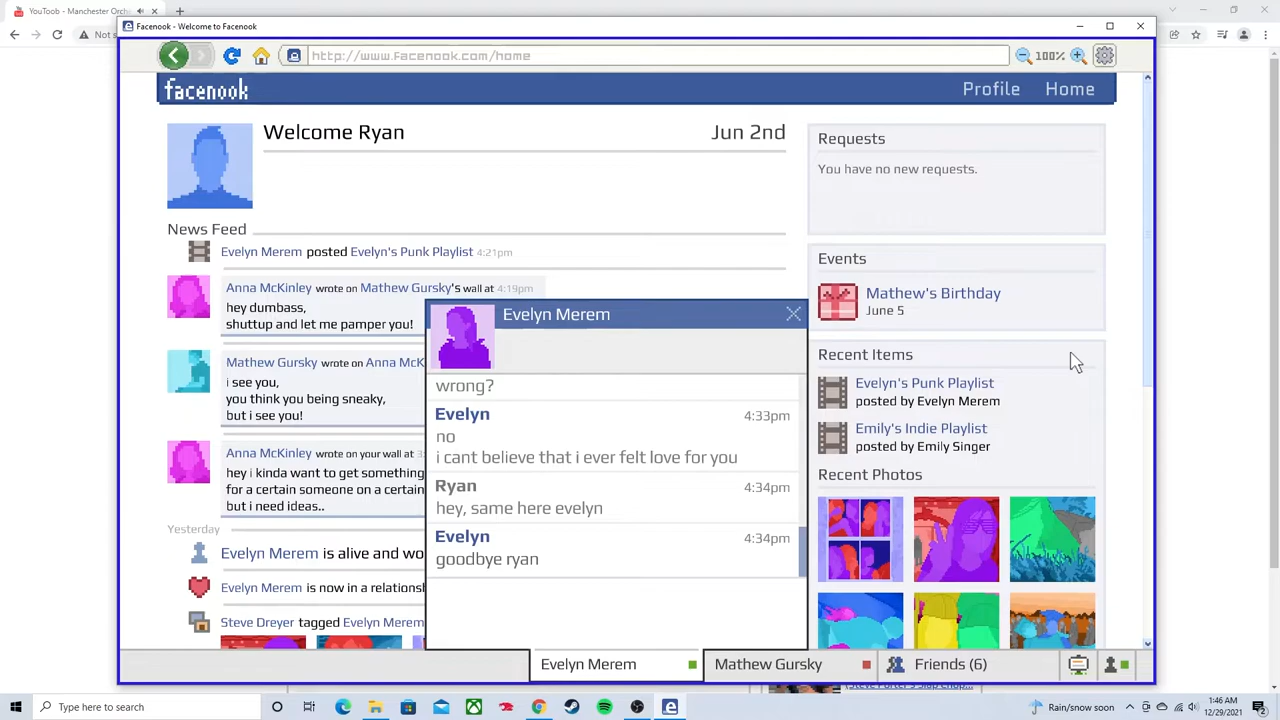 YouToob - Manchester Orch
Facenook - Welcome to Facenook
Not s
http://www.Facenook.com/home
100%
facenook
Profile
Home
Welcome Ryan
Jun 2nd
News Feed
Evelyn Merem posted Evelyn's Punk Playlist 4:21pm
Anna McKinley wrote on Mathew Gursky's wall at 4:19pm
hey dumbass,
shuttup and let me pamper you!
Mathew Gursky wrote on Anna McK
i see you,
you think you being sneaky,
but i see you!
Anna McKinley wrote on your wall at
hey i kinda want to get something
for a certain someone on a certain
but i need ideas..
Yesterday
Evelyn Merem is alive and wo
Evelyn Merem is now in a relations
Steve Dreyer tagged Evelyn Merem
Evelyn Merem
wrong?
Evelyn 4:33pm
no
i cant believe that i ever felt love for you
Ryan 4:34pm
hey, same here evelyn
Evelyn 4:34pm
goodbye ryan
Requests
You have no new requests.
Events
Mathew's Birthday
June 5
Recent Items
Evelyn's Punk Playlist
posted by Evelyn Merem
Emily's Indie Playlist
posted by Emily Singer
Recent Photos
Evelyn Merem
Mathew Gursky
Friends (6)
Type here to search
Rain/snow soon
1:46 AM
12/29/2021
2